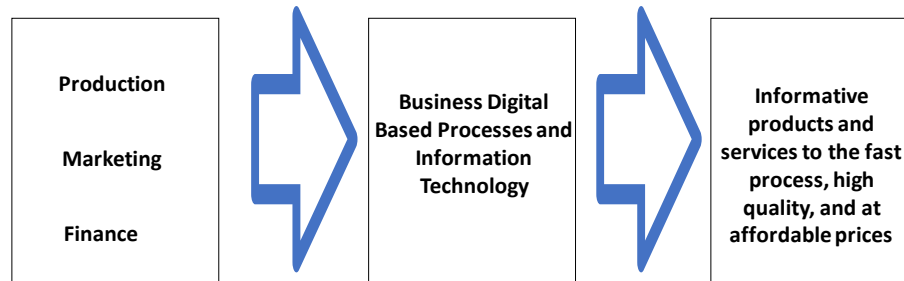 Production
Marketing
Finance
Business Digital
Based Processes and
Information
Technology
Informative
products and
services to the fast
process, high
quality, and at
affordable prices